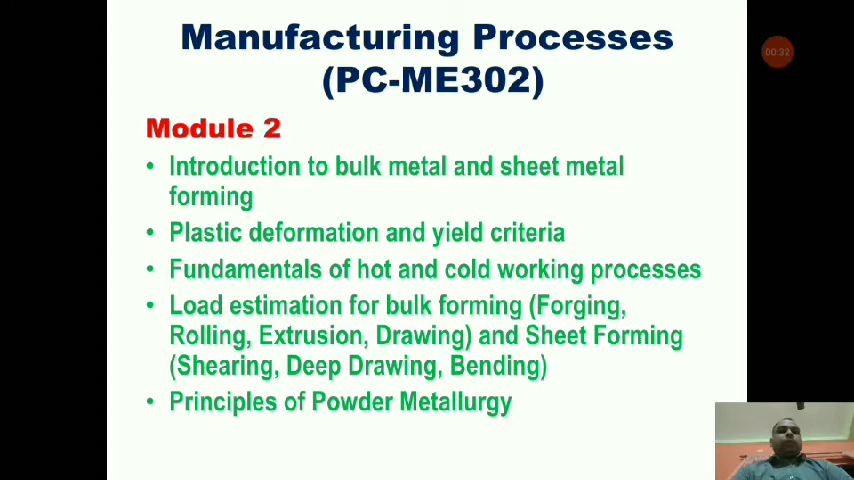 Manufacturing Processes
(PC-ME302)
00:32
Module 2
• Introduction to bulk metal and sheet metal
forming
• Plastic deformation and yield criteria
• Fundamentals of hot and cold working processes
• Load estimation for bulk forming (Forging,
Rolling, Extrusion, Drawing) and Sheet Forming
(Shearing, Deep Drawing, Bending)
• Principles of Powder Metallurgy